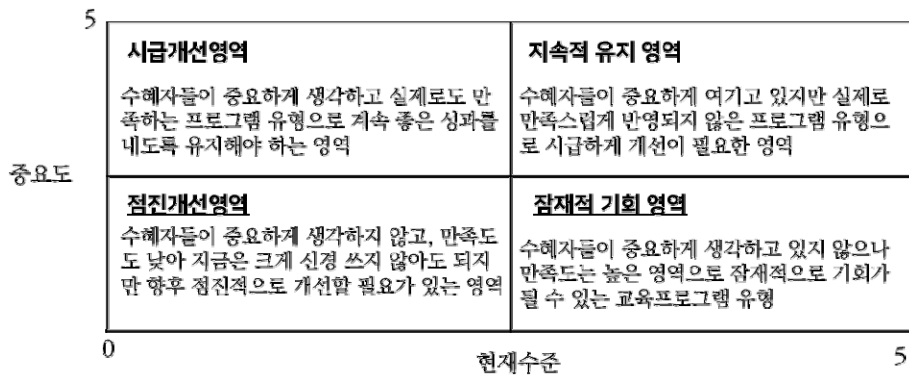 5
시급개선영역
수혜자들이 중요하게 생각하고 실제로도 만
족하는 프로그램 유형으로 계속 좋은 성과를
내도록 유지해야 하는 영역
지속적 유지 영역
수혜자들이 중요하게 여기고 있지만 실제로
만족스럽게 반영되지 않은 프로그램 유형으
로 시급하게 개선이 필요한 영역
중요도
점진개선영역
수혜자들이 중요하게 생각하지 않고, 만족도
도 낮아 지금은 크게 신경 쓰지 않아도 되지
만 향후 점진적으로 개선할 필요가 있는 영역
잠재적 기회 영역
수혜자들이 중요하게 생각하고 있지 않으나
만족도는 높은 영역으로 잠재적으로 기회가
될 수 있는 교육프로그램 유형
0
현재수준
5